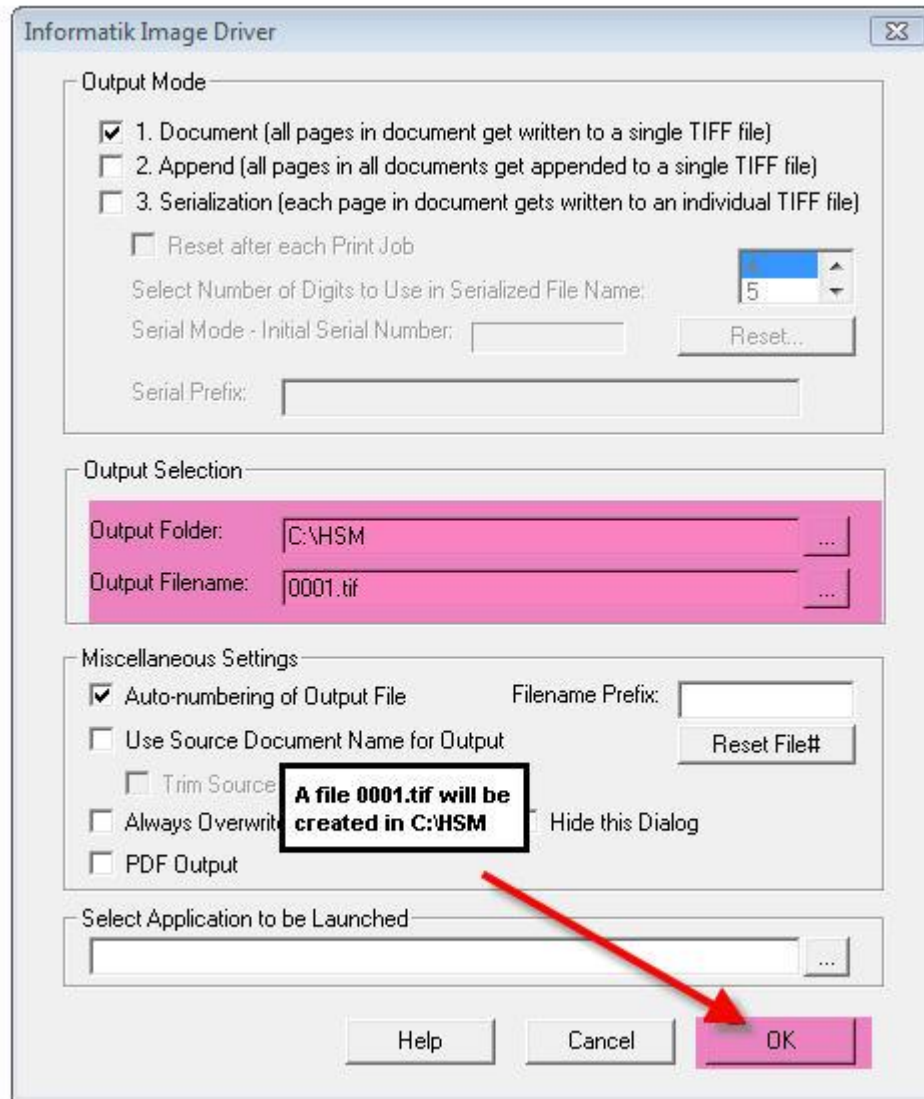 Informatik Image Driver
Output Mode
1. Document (all pages in document get written to a single TIFF file)
2. Append (all pages in all documents get appended to a single TIFF file)
3. Serialization (each page in document gets written to an individual TIFF file)
Reset after each Print Job
Select Number of Digits to Use in Serialized File Name:
5
Serial Mode - Initial Serial Number:
Reset...
Serial Prefix:
Output Selection
Output Folder: C:\HSM ...
Output Filename: 0001.tif ...
Miscellaneous Settings
Auto-numbering of Output File Filename Prefix:
Use Source Document Name for Output Reset File#
Trim Source
A file 0001.tif will be
created in C:\HSM
Always Overwrite Hide this Dialog
PDF Output
Select Application to be Launched
...
Help Cancel OK